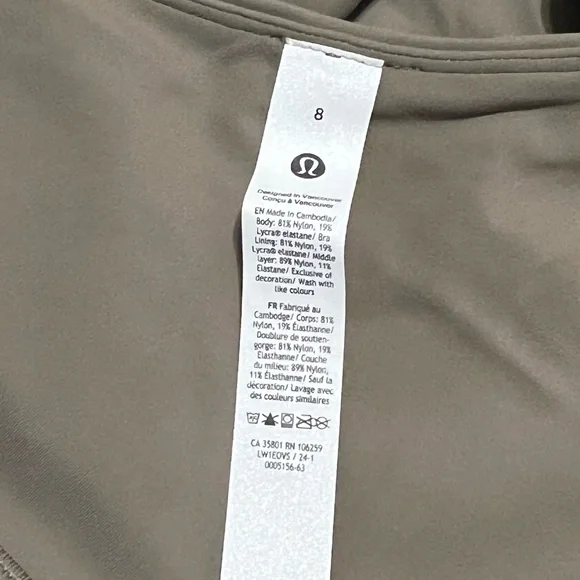 8
Designed in Vancouver
Conçu à Vancouver
EN Made in Cambodia/
Body: 81% Nylon, 19%
Lycra® elastane/ Bra
Lining: 81% Nylon, 19%
Lycra® elastane/ Middle
layer: 89% Nylon, 11%
Elastane/ Exclusive of
decoration/ Wash with
like colours
FR Fabriqué au
Cambodge/ Corps: 81%
Nylon, 19% Élasthanne/
Doublure de soutien-
gorge: 81% Nylon, 19%
Élasthanne/ Couche
du milieu: 89% Nylon,
11% Élasthanne/ Sauf la
décoration/ Lavage avec
des couleurs similaires
CA 35801 RN 106259
LW1EOVS / 24-1
0005156-63